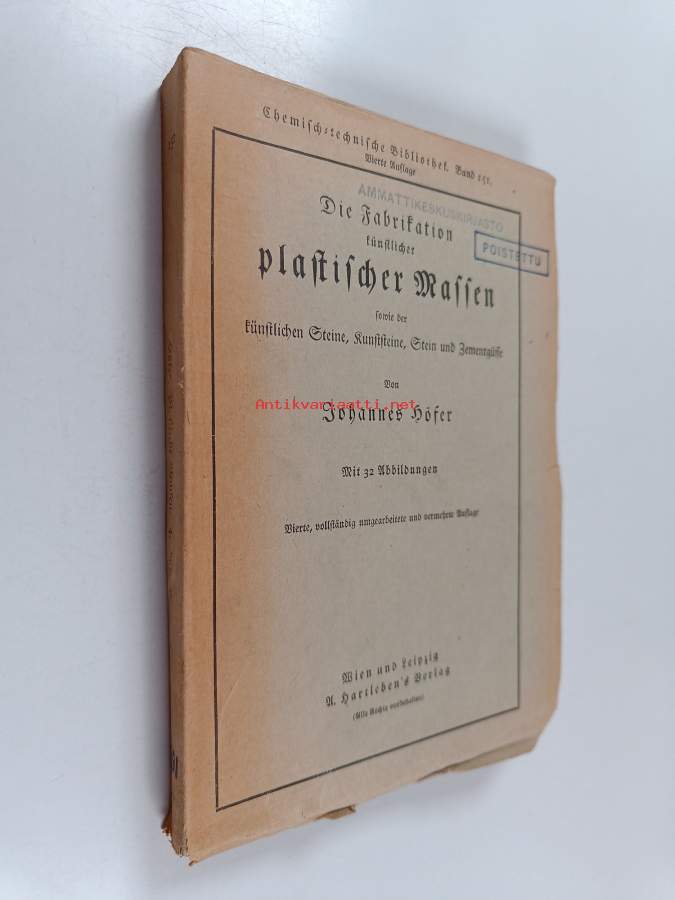 Chemisch-technische Bibliothek. Band 151.
Vierte Auflage
AMMATTIKESKUSKIRJASTO
POISTETTU
Die Fabrikation
künstlicher
plastischer Massen
sowie der
künstlichen Steine, Kunststeine, Stein und Zementgüsse
Von
Antikvariaatti.net
Johannes Höfer
Mit 32 Abbildungen
Vierte, vollständig umgearbeitete und vermehrte Auflage
Wien und Leipzig
A. Hartleben's Verlag
(Alle Rechte vorbehalten)